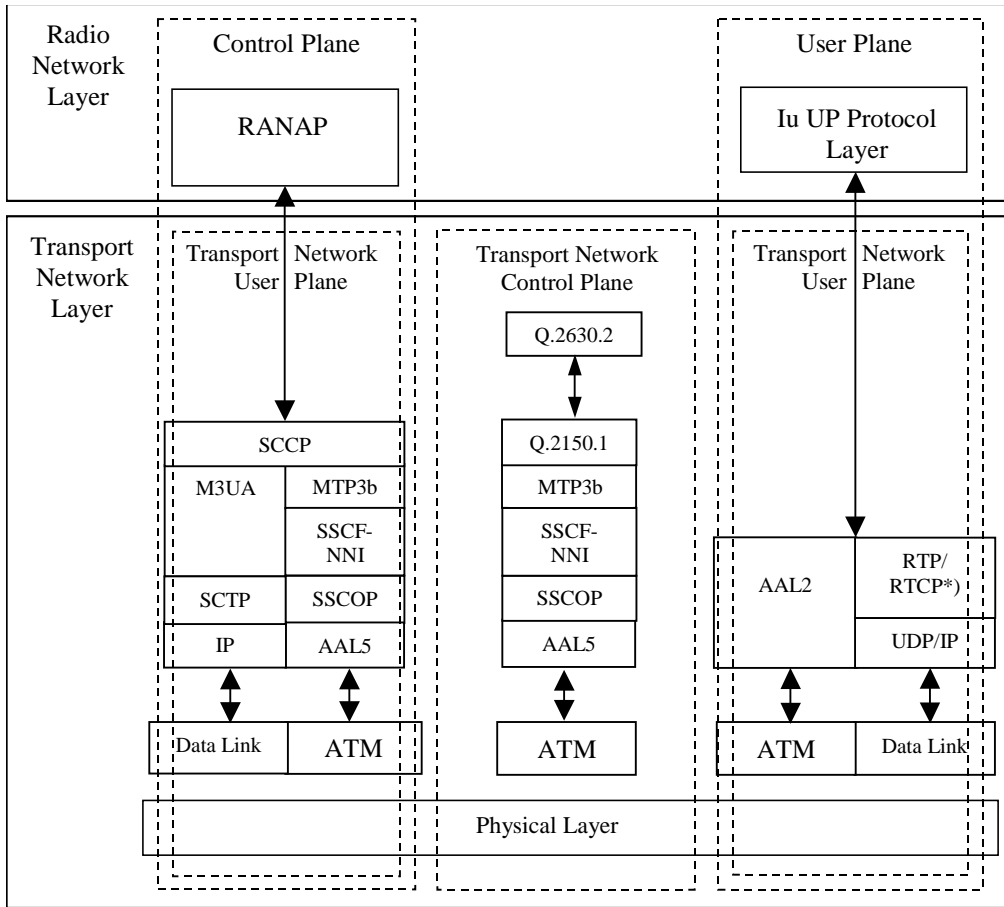 Radio
Network
Layer
Control Plane
User Plane
RANAP
Iu UP Protocol
Layer
Transport
Network
Layer
Transport Network
User Plane
Transport Network
Control Plane
Transport Network
User Plane
Q.2630.2
SCCP
M3UA
MTP3b
SSCF-
NNI
SCTP
SSCOP
IP
AAL5
Q.2150.1
MTP3b
SSCF-
NNI
SSCOP
AAL5
AAL2
RTP/
RTCP*)
UDP/IP
Data Link
ATM
ATM
ATM
Data Link
Physical Layer